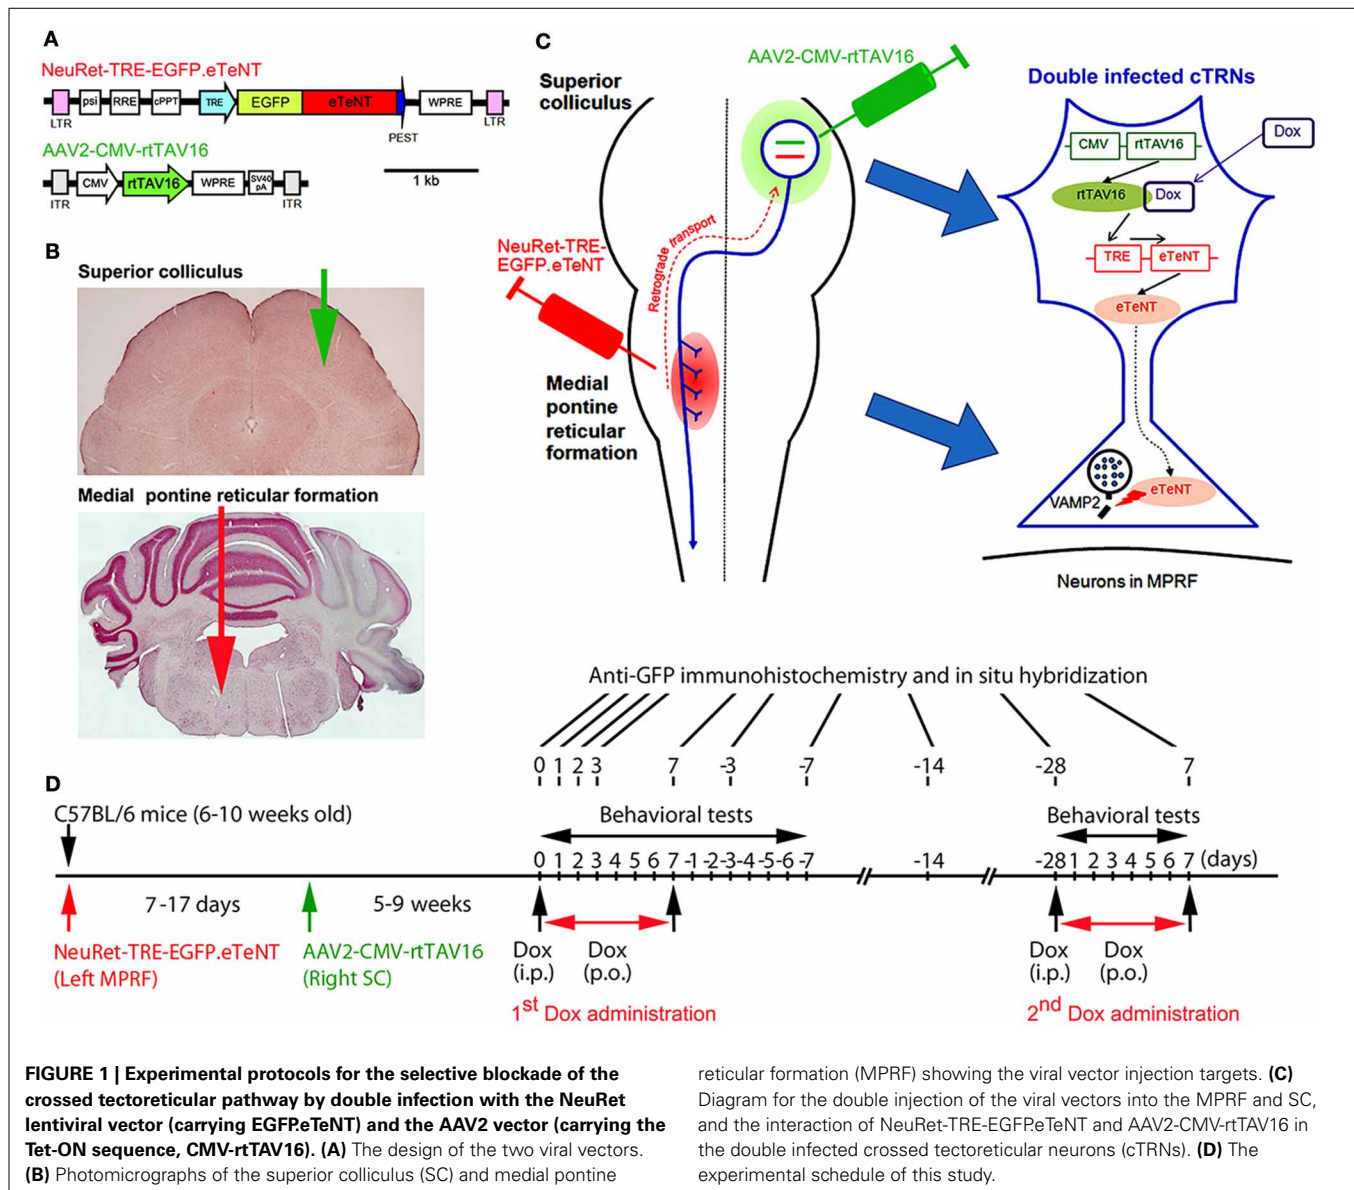 A
NeuRet-TRE-EGFP.eTeNT
psi RRE cPPT TRE EGFP eTeNT WPRE
LTR PEST LTR
AAV2-CMV-rtTAV16
CMV rtTAV16 WPRE SV40 pA
ITR ITR
1 kb
B
Superior colliculus
Medial pontine reticular formation
C
Superior
colliculus
AAV2-CMV-rtTAV16
NeuRet-TRE-
EGFP.eTeNT
Retrograde transport
Medial
pontine
reticular
formation
Double infected cTRNs
CMV rtTAV16 Dox
rtTAV16 Dox
TRE eTeNT
eTeNT
VAMP2 eTeNT
Neurons in MPRF
D
Anti-GFP immunohistochemistry and in situ hybridization
0 1 2 3 7 -3 -7 -14 -28 7
C57BL/6 mice (6-10 weeks old)
Behavioral tests Behavioral tests
0 1 2 3 4 5 6 7 -1 -2 -3 -4 -5 -6 -7 -14 -28 1 2 3 4 5 6 7 (days)
7-17 days 5-9 weeks
NeuRet-TRE-EGFP.eTeNT
(Left MPRF)
AAV2-CMV-rtTAV16
(Right SC)
Dox
(i.p.)
Dox
(p.o.)
1st Dox administration
Dox
(i.p.)
Dox
(p.o.)
2nd Dox administration
FIGURE 1 | Experimental protocols for the selective blockade of the
crossed tectoreticular pathway by double infection with the NeuRet
lentiviral vector (carrying EGFP.eTeNT) and the AAV2 vector (carrying the
Tet-ON sequence, CMV-rtTAV16). (A) The design of the two viral vectors.
(B) Photomicrographs of the superior colliculus (SC) and medial pontine
reticular formation (MPRF) showing the viral vector injection targets. (C)
Diagram for the double injection of the viral vectors into the MPRF and SC,
and the interaction of NeuRet-TRE-EGFP.eTeNT and AAV2-CMV-rtTAV16 in
the double infected crossed tectoreticular neurons (cTRNs). (D) The
experimental schedule of this study.